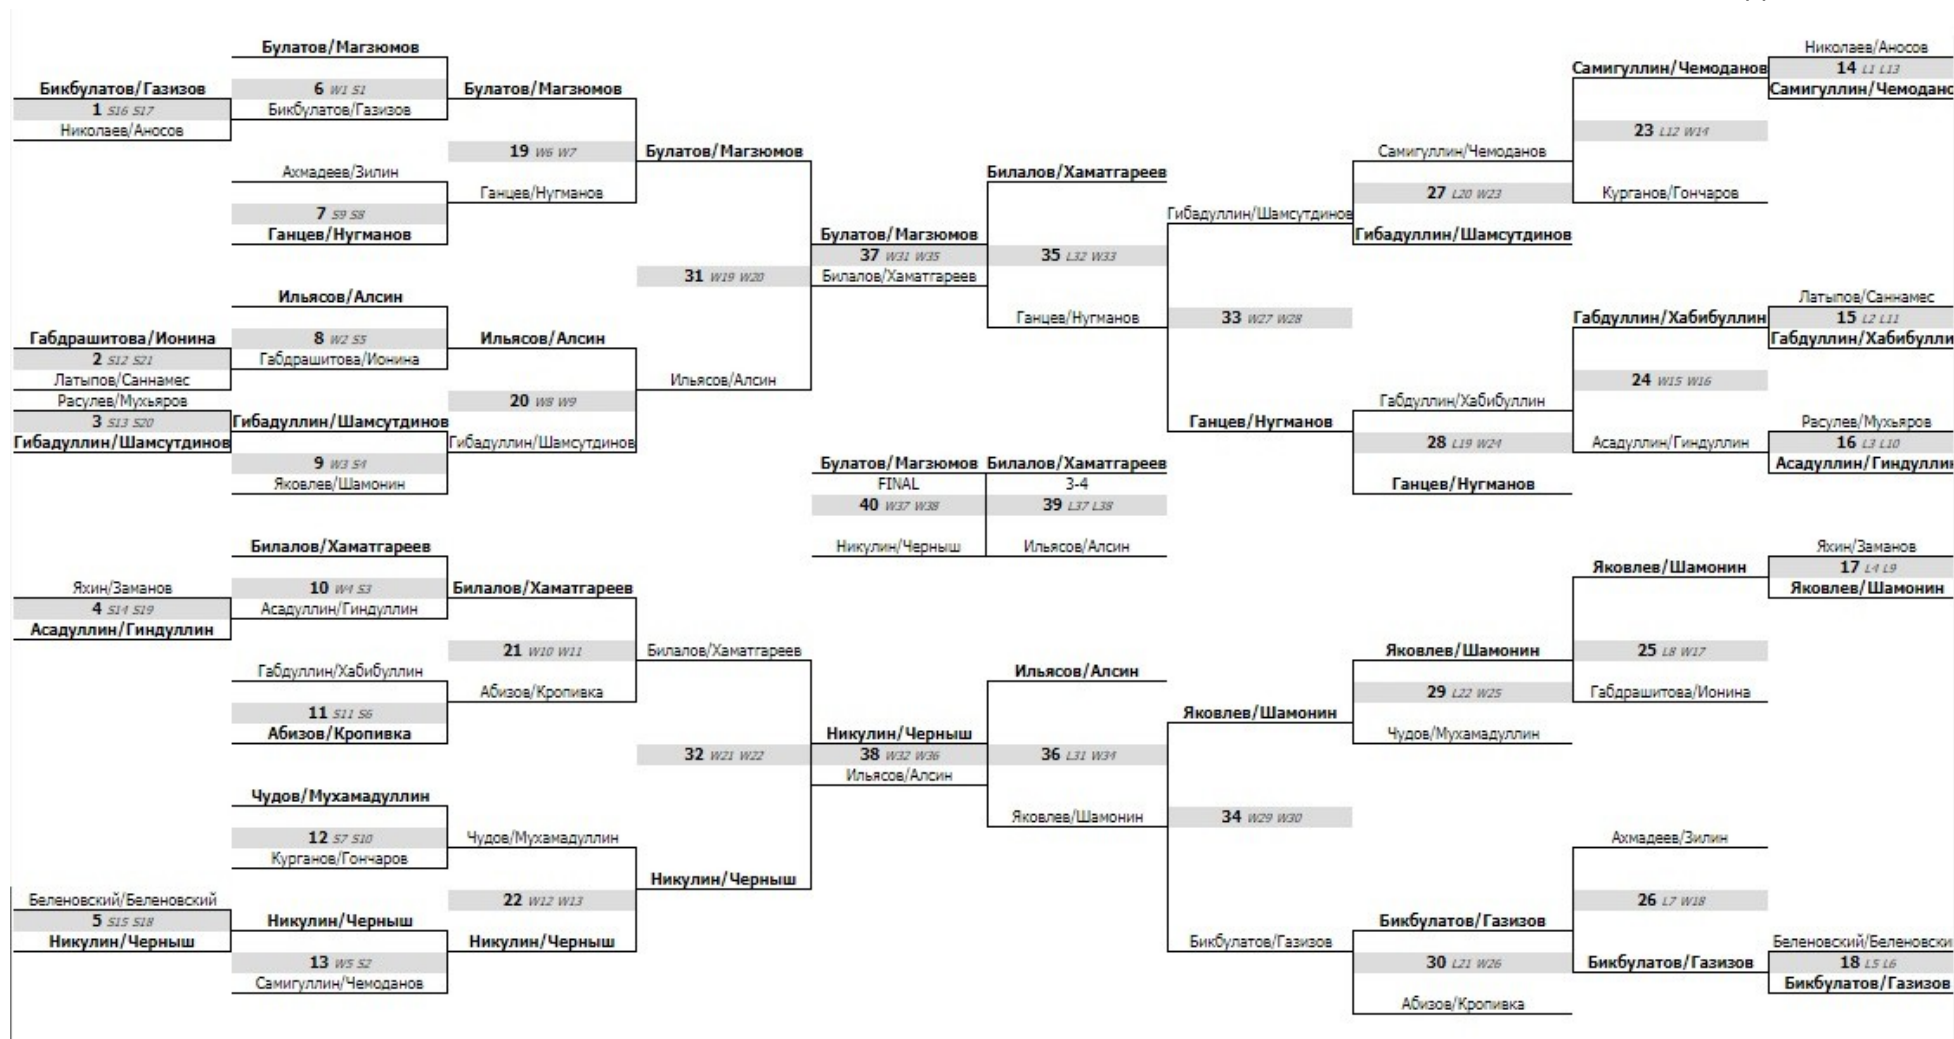 Булатов/Магзюмов
6 W1 S1
Бикбулатов/Газизов
Бикбулатов/Газизов
1 S16 S17
Николаев/Аносов
Булатов/Магзюмов
19 W6 W7
Ганцев/Нугманов
Ахмадеев/Зилин
7 S9 S8
Ганцев/Нугманов
Булатов/Магзюмов
31 W19 W20
Ильясов/Алсин
Ильясов/Алсин
8 W2 S5
Габдрашитова/Ионина
Габдрашитова/Ионина
2 S12 S21
Латыпов/Саннамес
Расулев/Мухьяров
3 S13 S20
Гибадуллин/Шамсутдинов
Гибадуллин/Шамсутдинов
9 W3 S4
Яковлев/Шамонин
Ильясов/Алсин
20 W8 W9
Гибадуллин/Шамсутдинов
Булатов/Магзюмов
37 W31 W35
Билалов/Хаматгареев
Билалов/Хаматгареев
35 L32 W33
Ганцев/Нугманов
Гибадуллин/Шамсутдинов
33 W27 W28
Ганцев/Нугманов
Самигуллин/Чемоданов
27 L20 W23
Гибадуллин/Шамсутдинов
Самигуллин/Чемоданов
23 L12 W14
Курганов/Гончаров
Николаев/Аносов
14 L1 L13
Самигуллин/Чемоданс
Габдуллин/Хабибуллин
28 L19 W24
Ганцев/Нугманов
Габдуллин/Хабибуллин
24 W15 W16
Асадуллин/Гиндуллин
Латыпов/Саннамес
15 L2 L11
Габдуллин/Хабибулли
Расулев/Мухьяров
16 L3 L10
Асадуллин/Гиндуллин
Булатов/Магзюмов
FINAL
40 W37 W38
Никулин/Черныш
Билалов/Хаматгареев
3-4
39 L37 L38
Ильясов/Алсин
Билалов/Хаматгареев
10 W4 S3
Асадуллин/Гиндуллин
Яхин/Заманов
4 S14 S19
Асадуллин/Гиндуллин
Билалов/Хаматгареев
21 W10 W11
Абизов/Кропивка
Габдуллин/Хабибуллин
11 S11 S6
Абизов/Кропивка
Билалов/Хаматгареев
32 W21 W22
Никулин/Черныш
Чудов/Мухамадуллин
12 S7 S10
Курганов/Гончаров
Чудов/Мухамадуллин
22 W12 W13
Никулин/Черныш
Беленовский/Беленовский
5 S15 S18
Никулин/Черныш
Никулин/Черныш
13 W5 S2
Самигуллин/Чемоданов
Никулин/Черныш
38 W32 W36
Ильясов/Алсин
Ильясов/Алсин
36 L31 W34
Яковлев/Шамонин
Яковлев/Шамонин
34 W29 W30
Бикбулатов/Газизов
Яковлев/Шамонин
29 L22 W25
Чудов/Мухамадуллин
Яковлев/Шамонин
25 L8 W17
Габдрашитова/Ионина
Яхин/Заманов
17 L4 L9
Яковлев/Шамонин
Бикбулатов/Газизов
30 L21 W26
Абизов/Кропивка
Ахмадеев/Зилин
26 L7 W18
Бикбулатов/Газизов
Беленовский/Беленовски
18 L5 L6
Бикбулатов/Газизов